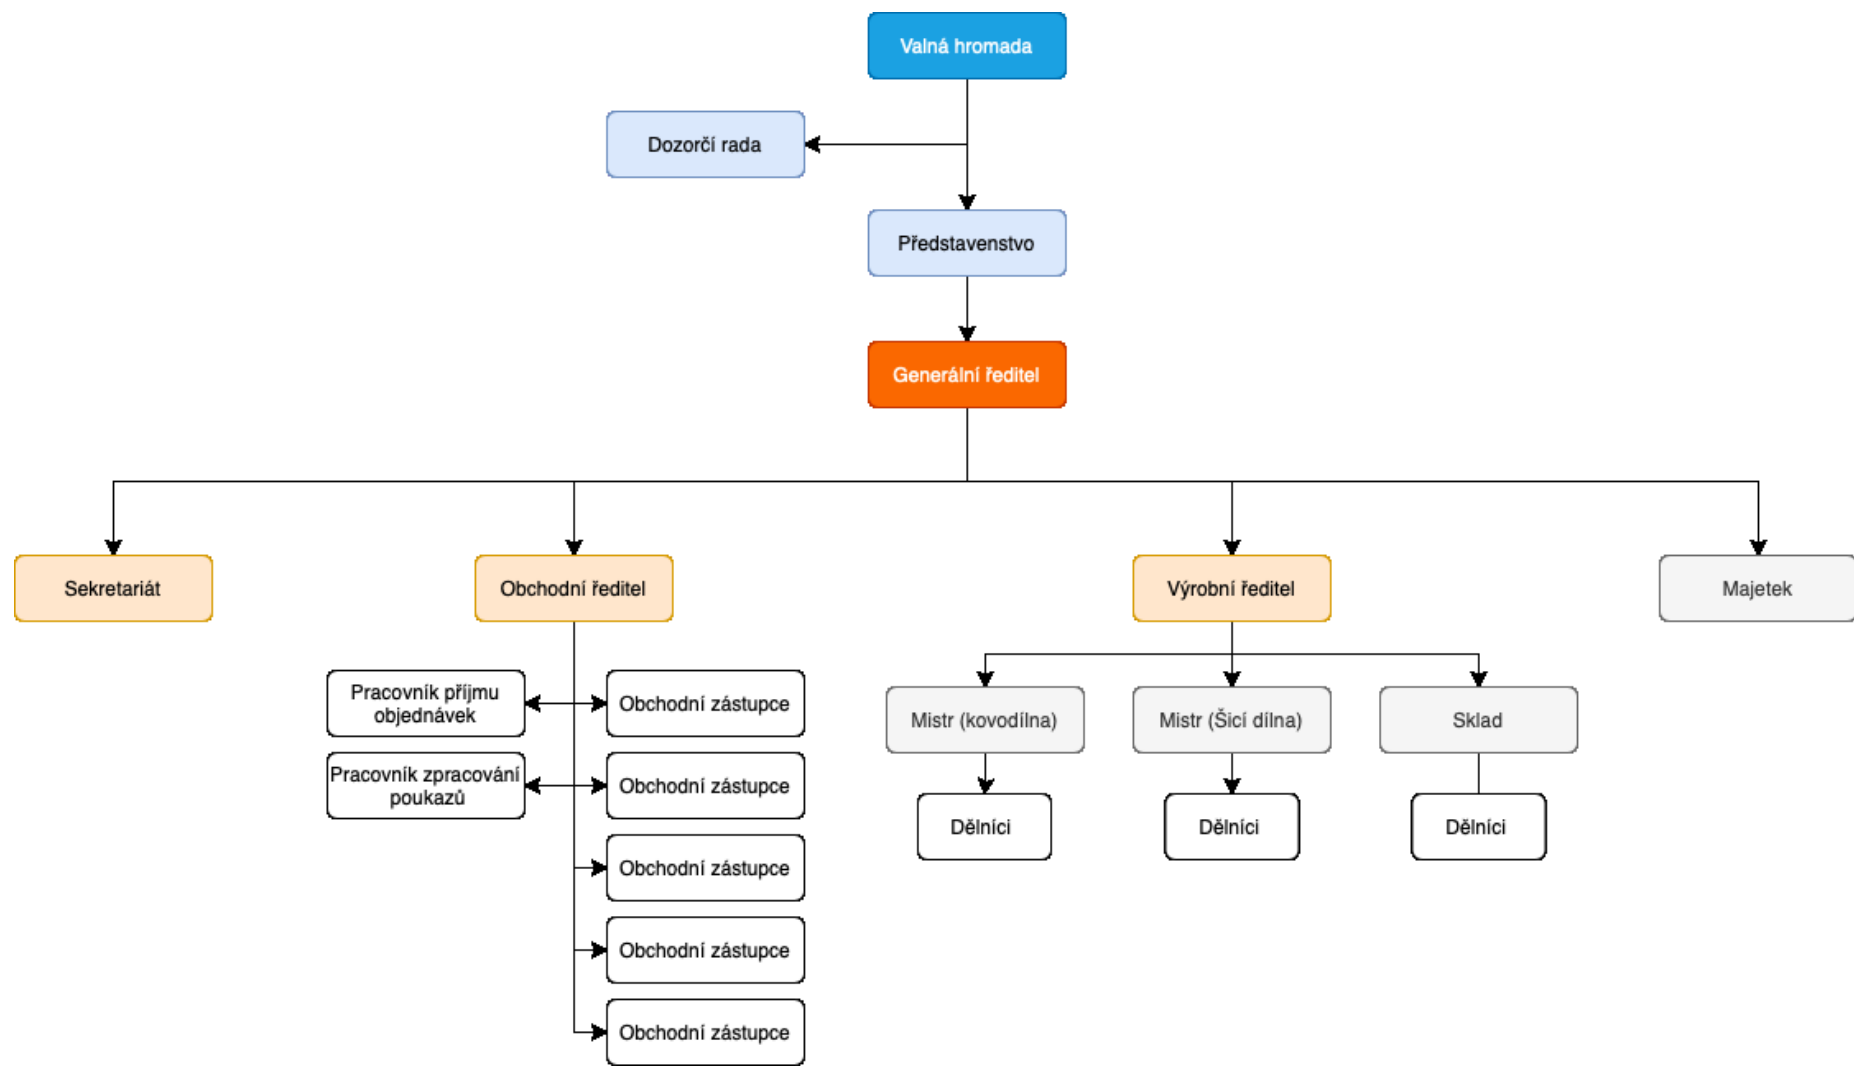 Valná hromada
Dozorčí rada
Představenstvo
Generální ředitel
Sekretariát
Obchodní ředitel
Výrobní ředitel
Majetek
Pracovník příjmu
objednávek
Obchodní zástupce
Mistr (kovodílna)
Mistr (Šicí dílna)
Sklad
Pracovník zpracování
poukazů
Obchodní zástupce
Dělníci
Dělníci
Dělníci
Obchodní zástupce
Obchodní zástupce
Obchodní zástupce